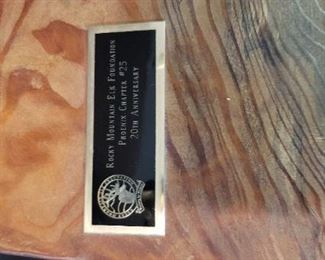 Rocky Mountain Elk Foundation
Phoenix Chapter #25
20th Anniversary